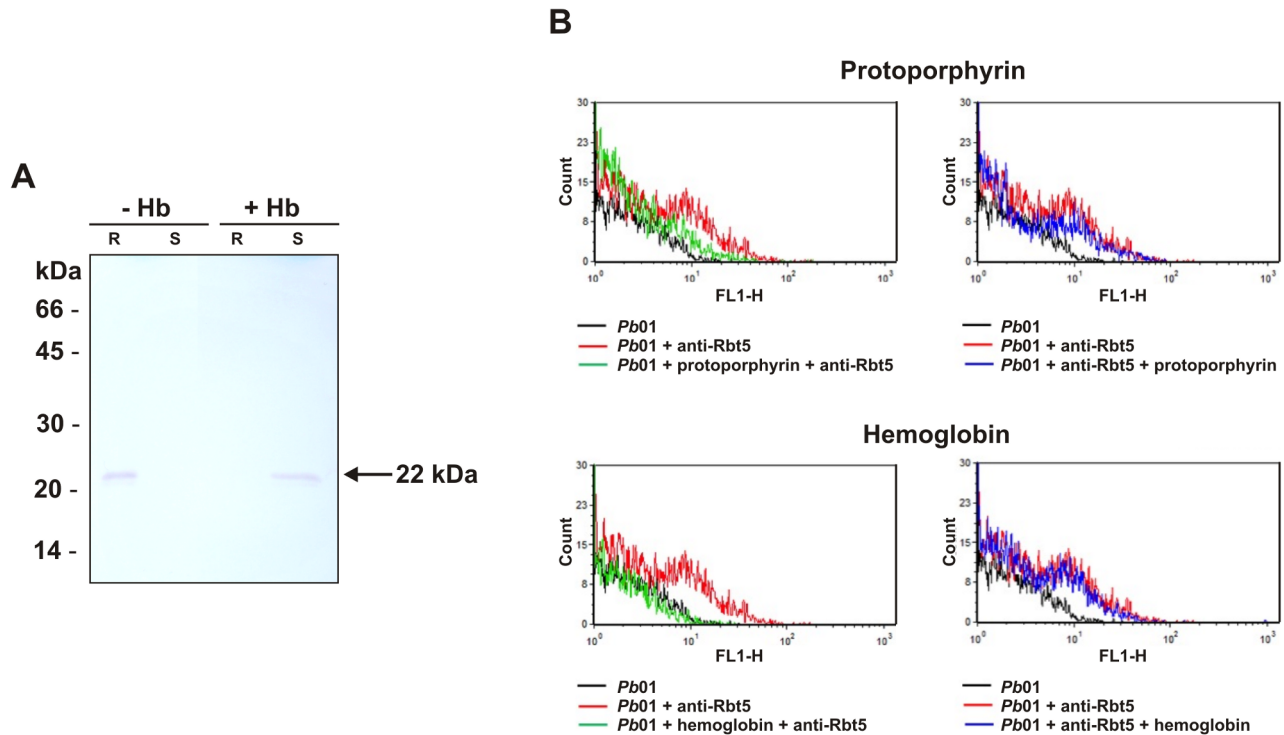 A
- Hb + Hb
R S R S
kDa
66 -
45 -
30 -
20 -
14 -
22 kDa
B
Protoporphyrin
30
23
15
8
0
Count
10⁰ 10¹ 10² 10³
FL1-H
Pb01
Pb01 + anti-Rbt5
Pb01 + protoporphyrin + anti-Rbt5
30
23
15
8
0
Count
10⁰ 10¹ 10² 10³
FL1-H
Pb01
Pb01 + anti-Rbt5
Pb01 + anti-Rbt5 + protoporphyrin
Hemoglobin
30
23
15
8
0
Count
10⁰ 10¹ 10² 10³
FL1-H
Pb01
Pb01 + anti-Rbt5
Pb01 + hemoglobin + anti-Rbt5
30
23
15
8
0
Count
10⁰ 10¹ 10² 10³
FL1-H
Pb01
Pb01 + anti-Rbt5
Pb01 + anti-Rbt5 + hemoglobin